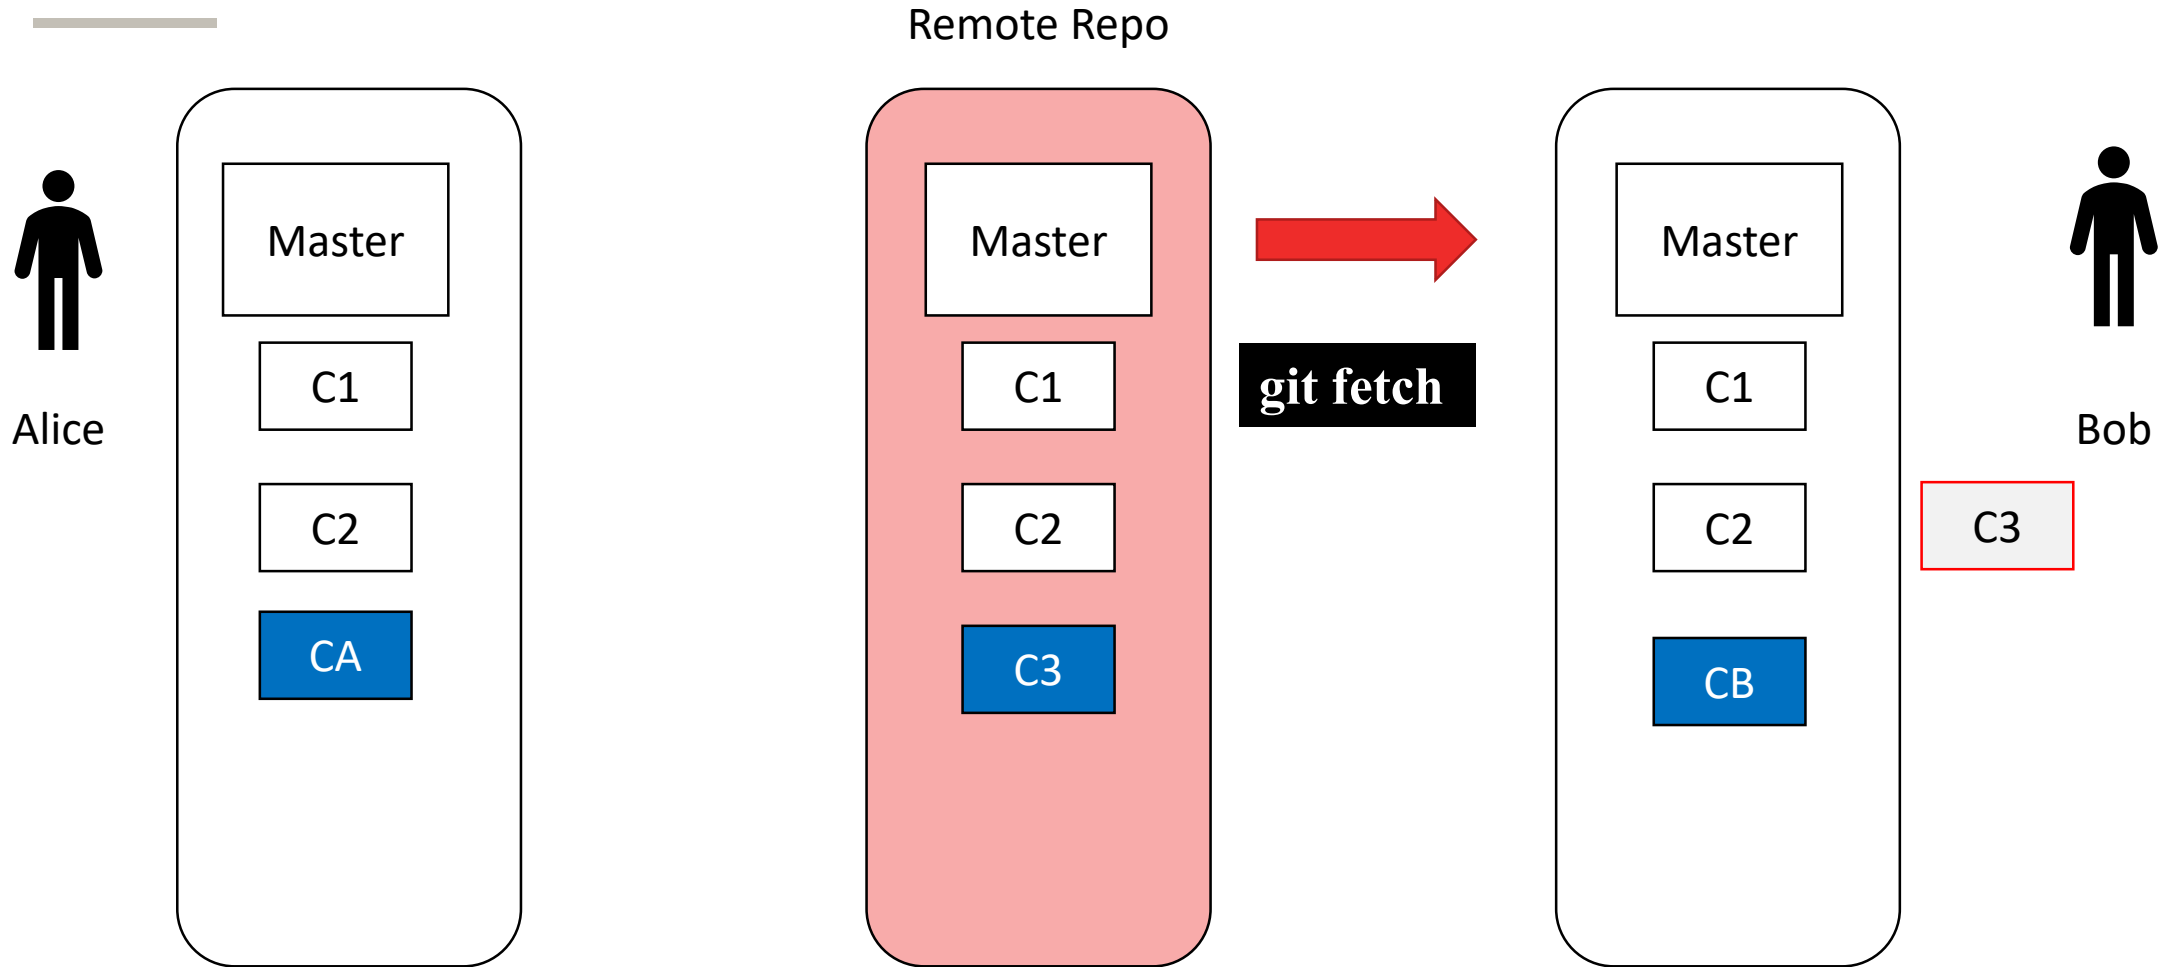 Remote Repo
Alice
Master
C1
C2
CA
Master
C1
C2
C3
git fetch
Master
C1
C2
CB
C3
Bob